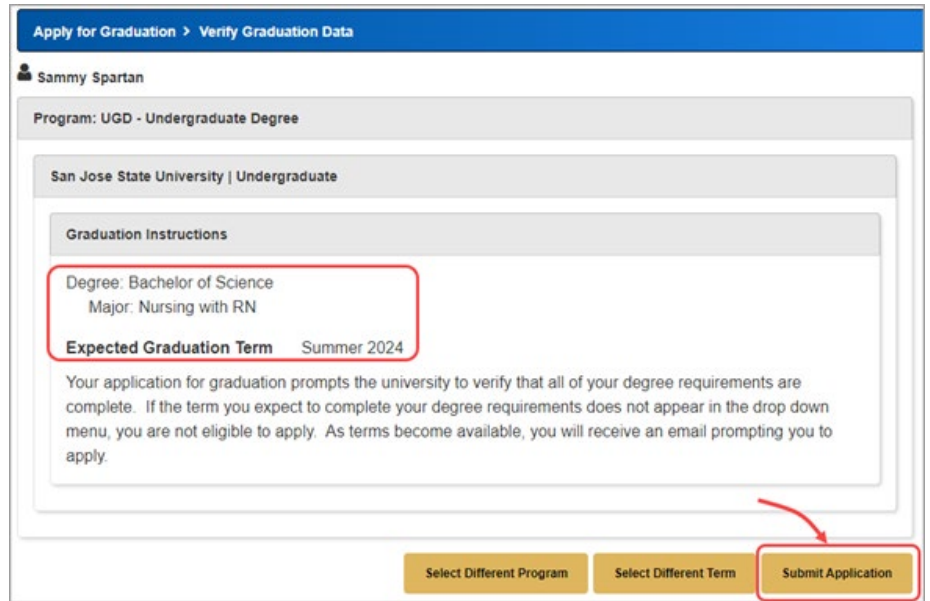 Apply for Graduation > Verify Graduation Data
Sammy Spartan
Program: UGD - Undergraduate Degree
San Jose State University | Undergraduate
Graduation Instructions
Degree: Bachelor of Science
Major: Nursing with RN
Expected Graduation Term Summer 2024
Your application for graduation prompts the university to verify that all of your degree requirements are
complete. If the term you expect to complete your degree requirements does not appear in the drop down
menu, you are not eligible to apply. As terms become available, you will receive an email prompting you to
apply.
Select Different Program Select Different Term Submit Application